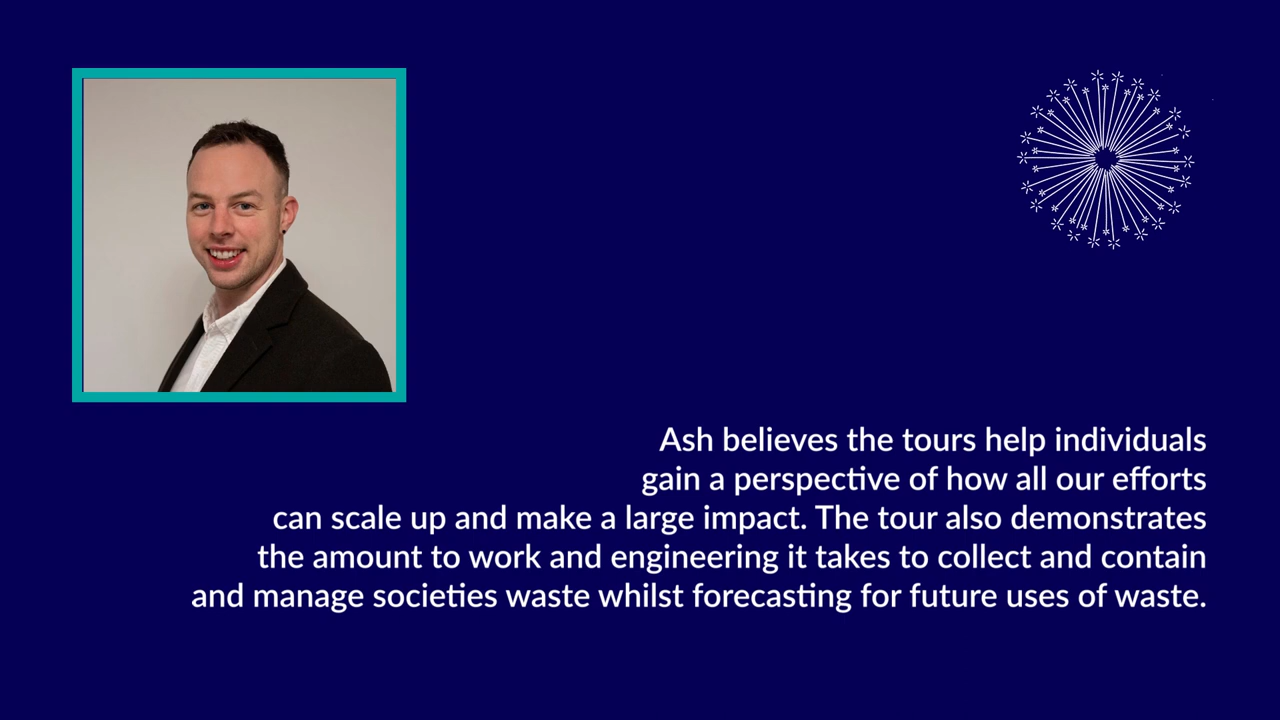 Ash believes the tours help individuals
gain a perspective of how all our efforts
can scale up and make a large impact. The tour also demonstrates
the amount to work and engineering it takes to collect and contain
and manage societies waste whilst forecasting for future uses of waste.